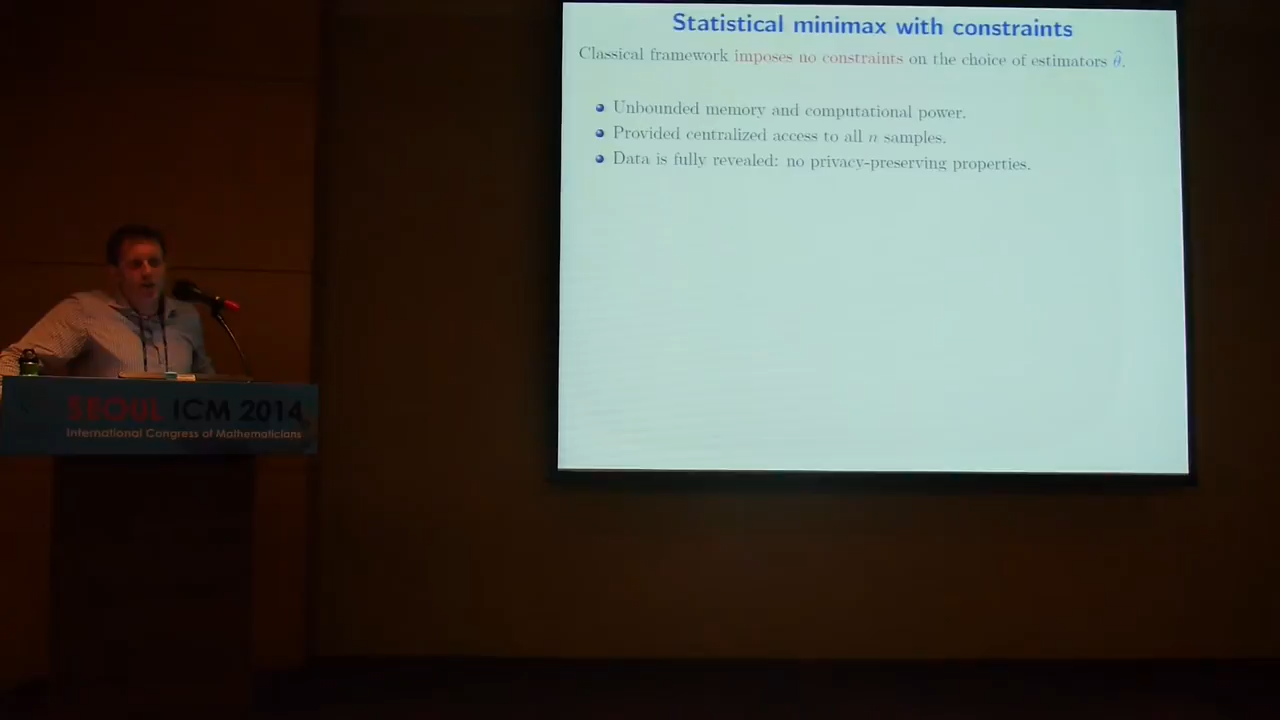 Statistical minimax with constraints
Classical framework imposes no constraints on the choice of estimators θ̂.
Unbounded memory and computational power.
Provided centralized access to all n samples.
Data is fully revealed: no privacy-preserving properties.
SEOUL ICM 2014
International Congress of Mathematicians